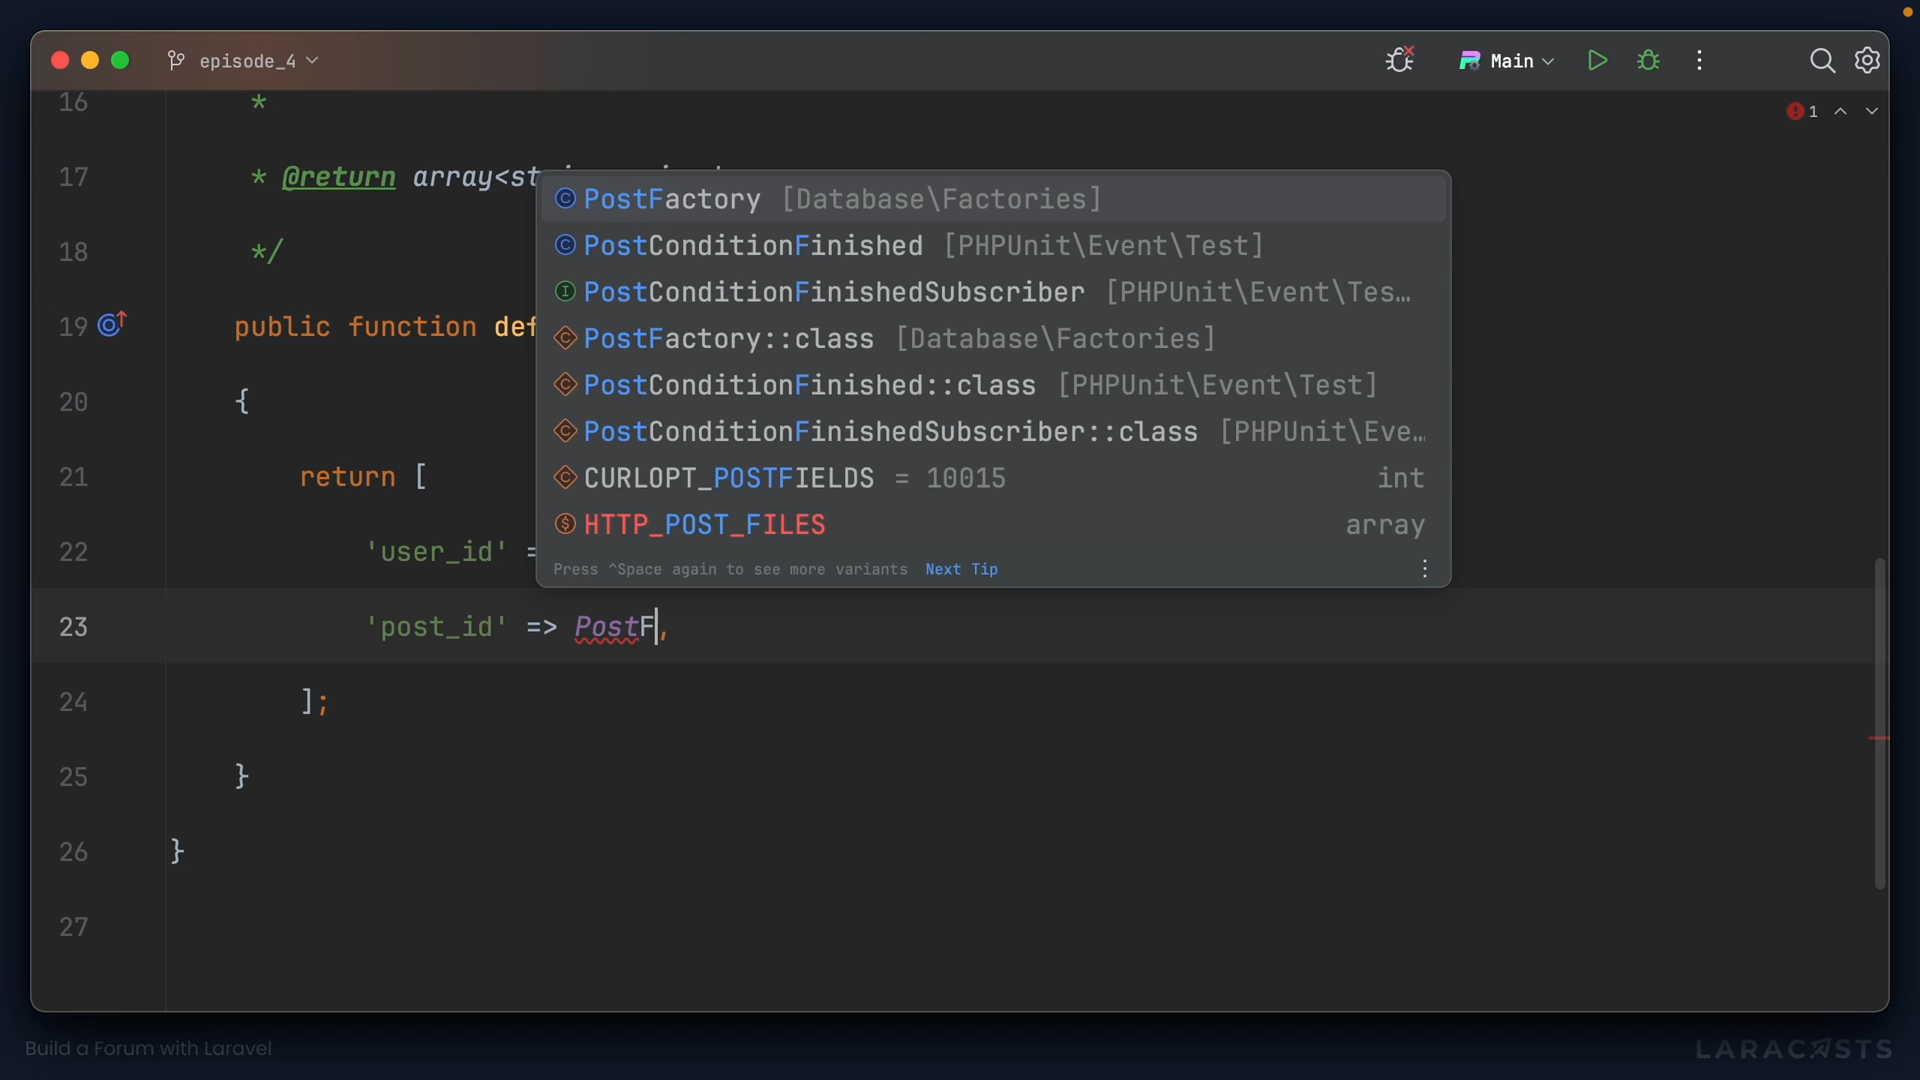 episode_4
Main
1
16 *
17 * @return array<st
18 */
19 public function def
20 {
21 return [
22 'user_id' =
23 'post_id' => PostF,
24 ];
25 }
26 }
27
PostFactory [Database\Factories]
PostConditionFinished [PHPUnit\Event\Test]
PostConditionFinishedSubscriber [PHPUnit\Event\Tes…
PostFactory::class [Database\Factories]
PostConditionFinished::class [PHPUnit\Event\Test]
PostConditionFinishedSubscriber::class [PHPUnit\Eve…
CURLOPT_POSTFIELDS = 10015 int
HTTP_POST_FILES array
Press ^Space again to see more variants Next Tip
Build a Forum with Laravel
LARACASTS